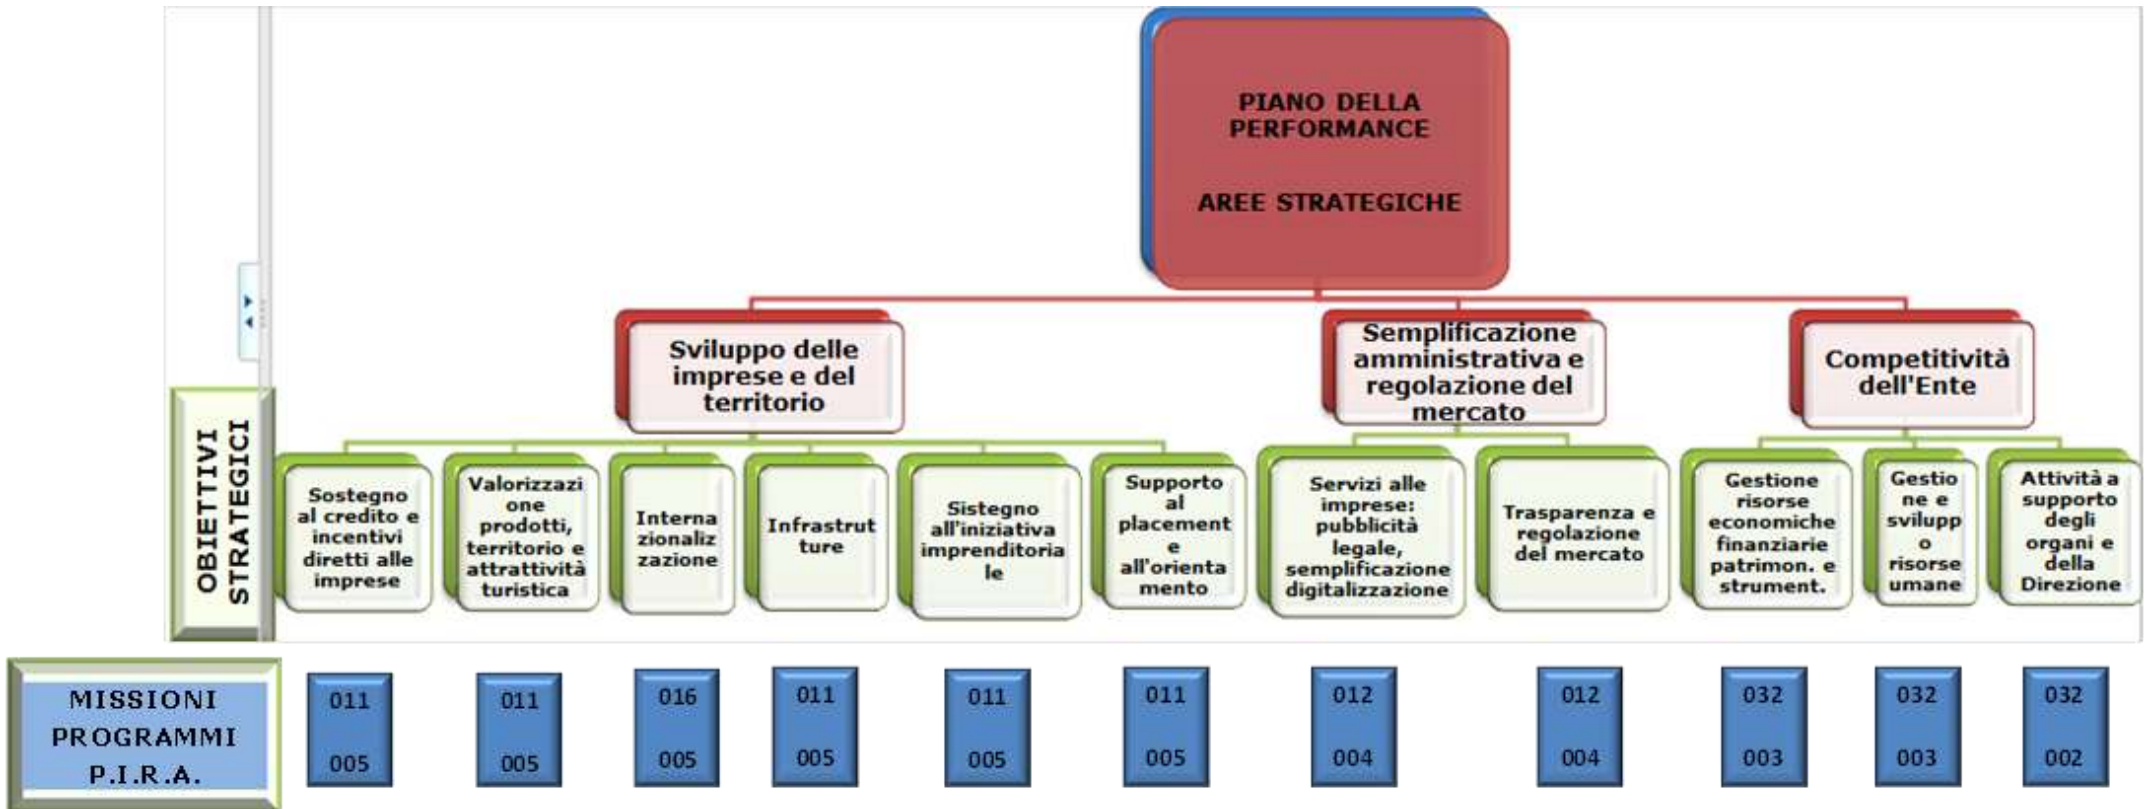 PIANO DELLA
PERFORMANCE
AREE STRATEGICHE
Sviluppo delle
imprese e del
territorio
Semplificazione
amministrativa e
regolazione del
mercato
Competitività
dell'Ente
OBIETTIVI
STRATEGICI
Sostegno
al credito e
incentivi
diretti alle
imprese
Valorizzazi
one
prodotti,
territorio e
attrattività
turistica
Interna
zionaliz
zazione
Infrastrut
ture
Sistegno
all'iniziativa
imprenditoria
le
Supporto
al
placement
e
all'orienta
mento
Servizi alle
imprese:
pubblicità
legale,
semplificazione
digitalizzazione
Trasparenza e
regolazione
del mercato
Gestione
risorse
economiche
finanziarie
patrimon. e
strument.
Gestio
ne e
svilupp
o
risorse
umane
Attività a
supporto
degli
organi e
della
Direzione
MISSIONI
PROGRAMMI
P.I.R.A.
011
005
011
005
016
005
011
005
011
005
011
005
012
004
012
004
032
003
032
003
032
002